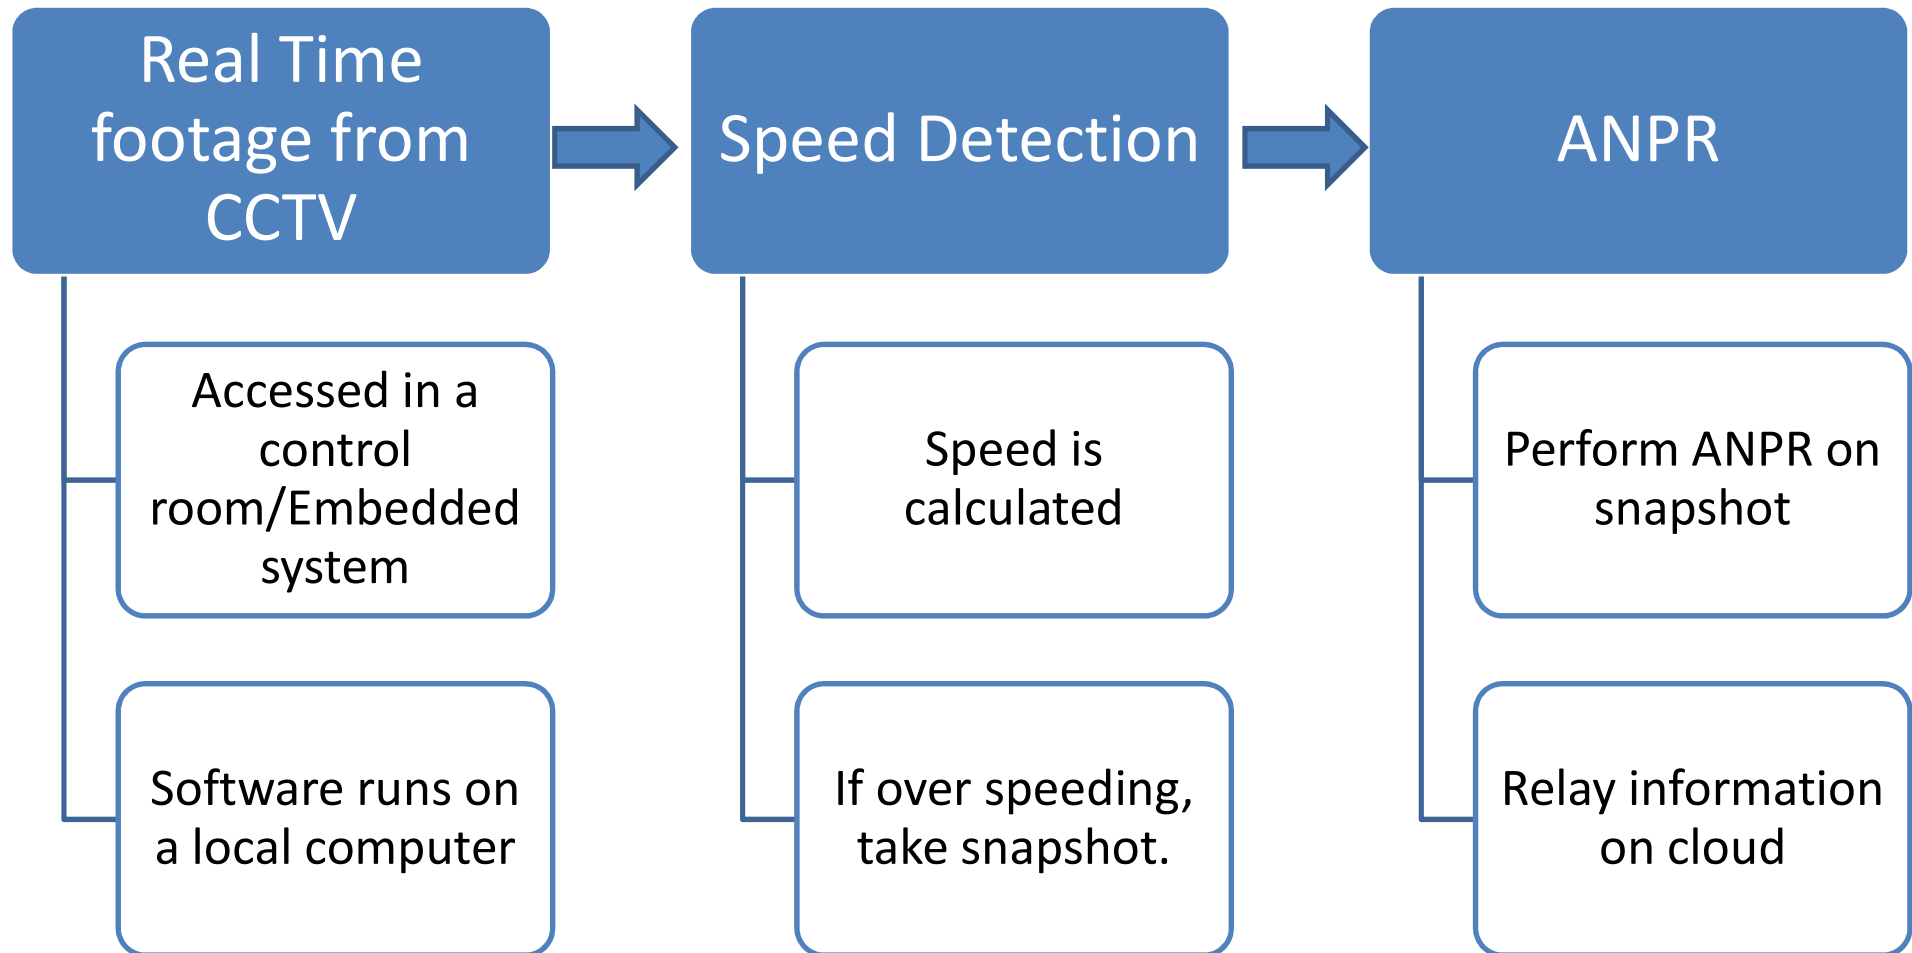 Real Time
footage from
CCTV
Speed Detection
ANPR
Accessed in a
control
room/Embedded
system
Software runs on
a local computer
Speed is
calculated
If over speeding,
take snapshot.
Perform ANPR on
snapshot
Relay information
on cloud